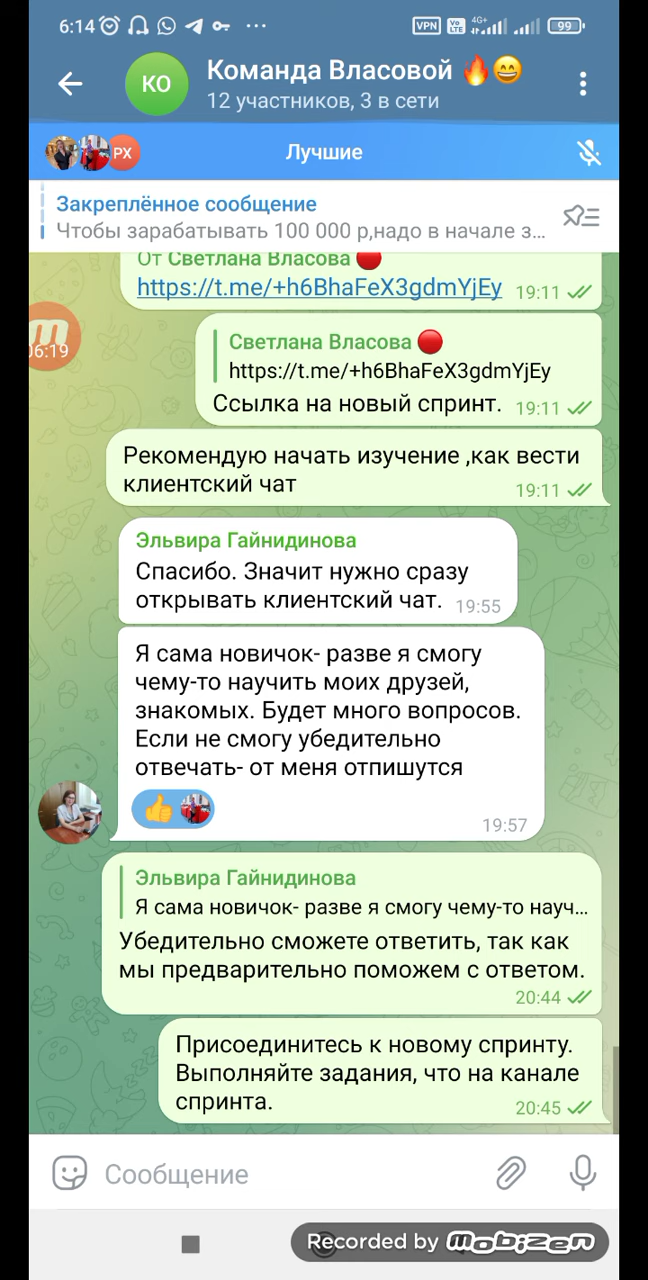 6:14
VPN
Vo
LTE
4G+
99
КО
Команда Власовой 🔥😄
12 участников, 3 в сети
РХ
Лучшие
Закреплённое сообщение
Чтобы зарабатывать 100 000 р,надо в начале з...
От Светлана Власова 🔴
https://t.me/+h6BhaFeX3gdmYjEy 19:11
m
06:19
Светлана Власова 🔴
https://t.me/+h6BhaFeX3gdmYjEy
Ссылка на новый спринт. 19:11
Рекомендую начать изучение ,как вести
клиентский чат
19:11
Эльвира Гайнидинова
Спасибо. Значит нужно сразу
открывать клиентский чат. 19:55
Я сама новичок- разве я смогу
чему-то научить моих друзей,
знакомых. Будет много вопросов.
Если не смогу убедительно
отвечать- от меня отпишутся
👍
19:57
Эльвира Гайнидинова
Я сама новичок- разве я смогу чему-то науч...
Убедительно сможете ответить, так как
мы предварительно поможем с ответом.
20:44
Присоединитесь к новому спринту.
Выполняйте задания, что на канале
спринта.
20:45
Сообщение
Recorded by Mobizen